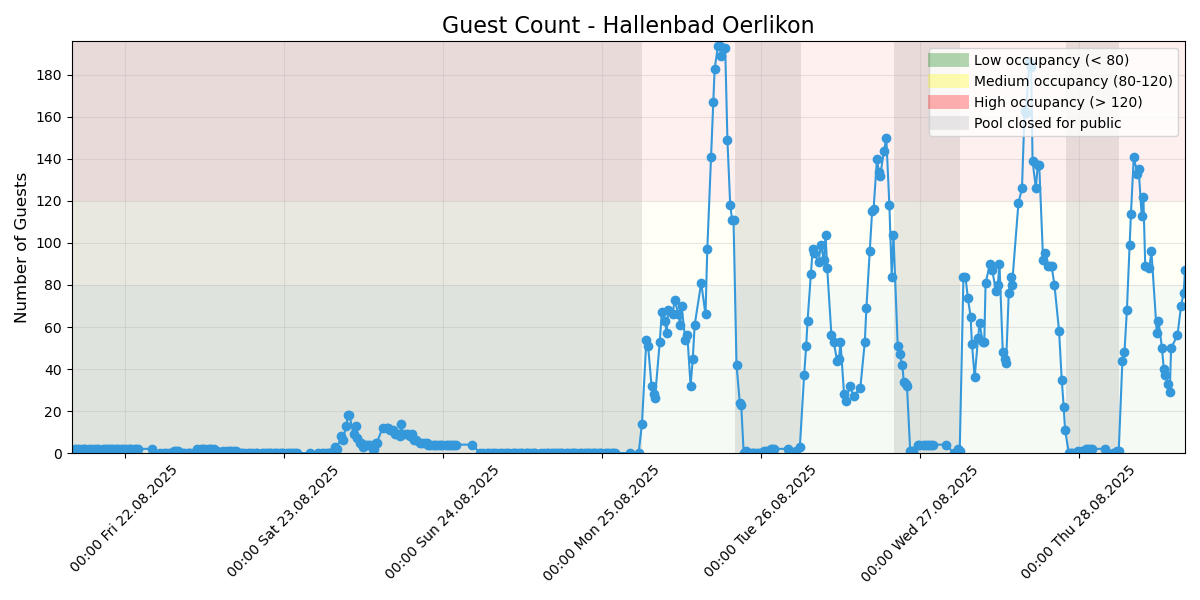 Guest Count - Hallenbad Oerlikon
Number of Guests
180
160
140
120
100
80
60
40
20
0
Low occupancy (< 80)
Medium occupancy (80-120)
High occupancy (> 120)
Pool closed for public
00:00 Fri 22.08.2025
00:00 Sat 23.08.2025
00:00 Sun 24.08.2025
00:00 Mon 25.08.2025
00:00 Tue 26.08.2025
00:00 Wed 27.08.2025
00:00 Thu 28.08.2025